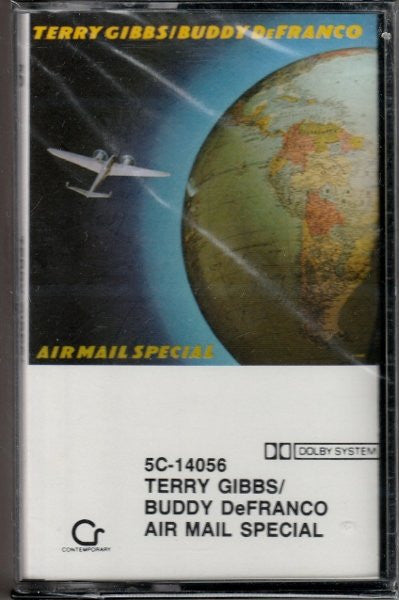 TERRY GIBBS/BUDDY DeFRANCO
AIR MAIL SPECIAL
DOLBY SYSTEM
5C-14056
TERRY GIBBS/
BUDDY DeFRANCO
AIR MAIL SPECIAL
Cr
CONTEMPORARY